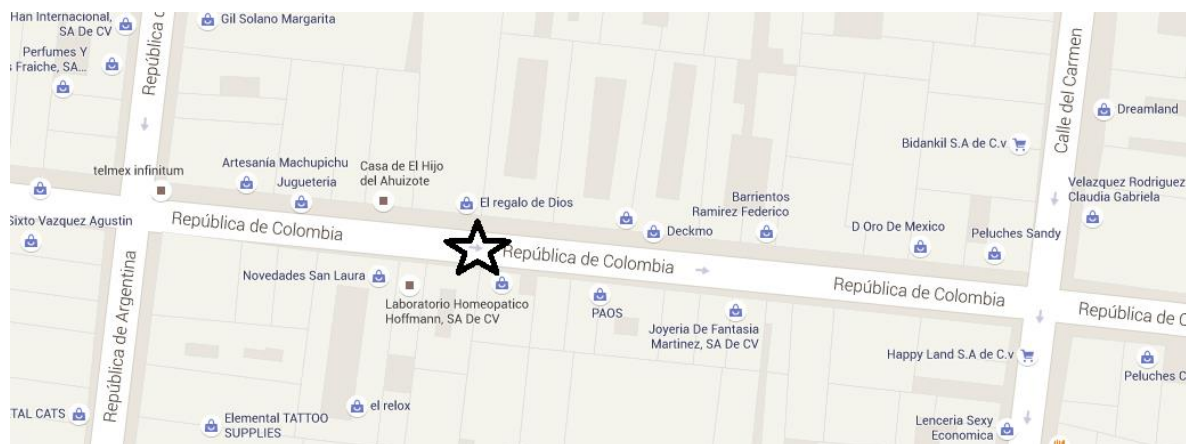 Han Internacional,
SA De CV
República d
Gil Solano Margarita
Perfumes Y
s Fraiche, SA...
Calle del Carmen
Dreamland
Bidankil S.A de C.v
telmex infinitum
Artesanía Machupichu
Jugueteria
Casa de El Hijo
del Ahuizote
El regalo de Dios
Barrientos
Ramirez Federico
Deckmo
Velazquez Rodriguez
Claudia Gabriela
D Oro De Mexico
Peluches Sandy
Sixto Vazquez Agustin
República de Colombia
República de Colombia
República de Colombia
República de C
Novedades San Laura
Laboratorio Homeopatico
Hoffmann, SA De CV
PAOS
Joyeria De Fantasia
Martinez, SA De CV
República de Argentina
Happy Land S.A de C.v
Peluches C
TAL CATS
el relox
Elemental TATTOO
SUPPLIES
Lenceria Sexy
Economica